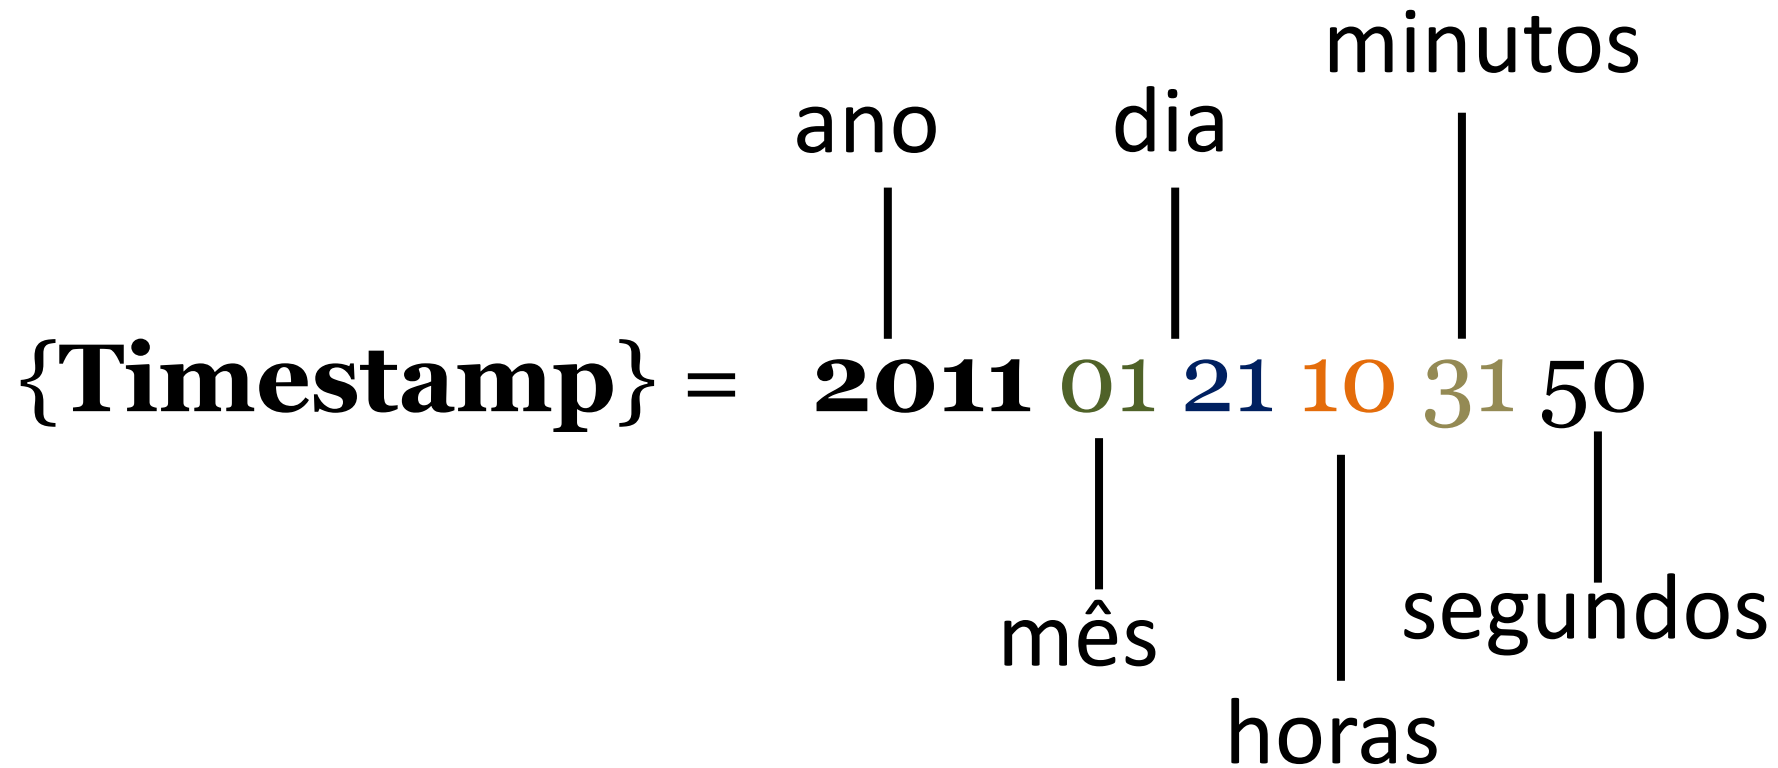 minutos
ano dia
{Timestamp} = 2011 01 21 10 31 50
mês segundos
horas